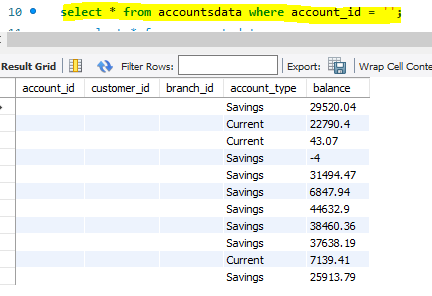 10 select * from accountsdata where account_id = '';
Result Grid Filter Rows: Export: Wrap Cell Conte
account_id customer_id branch_id account_type balance
Savings 29520.04
Current 22790.4
Current 43.07
Savings -4
Savings 31494.47
Savings 6847.94
Savings 44632.9
Savings 38460.36
Savings 37638.19
Current 7139.41
Savings 25913.79